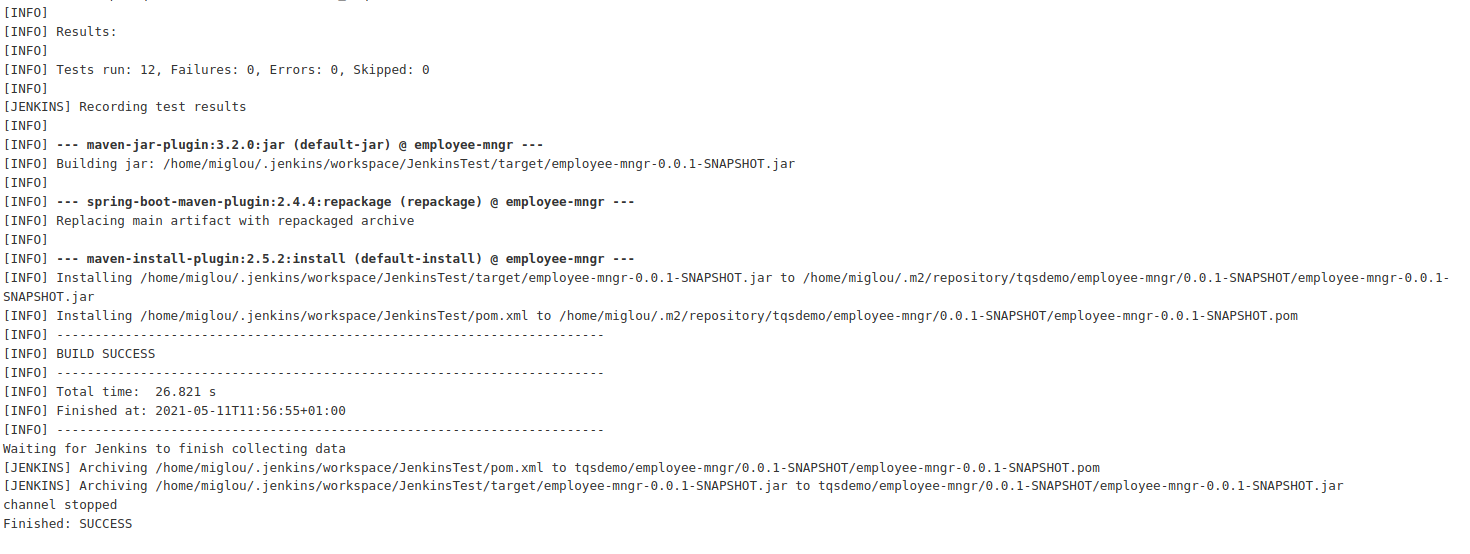 [INFO]
[INFO] Results:
[INFO]
[INFO] Tests run: 12, Failures: 0, Errors: 0, Skipped: 0
[INFO]
[JENKINS] Recording test results
[INFO]
[INFO] --- maven-jar-plugin:3.2.0:jar (default-jar) @ employee-mngr ---
[INFO] Building jar: /home/miglou/.jenkins/workspace/JenkinsTest/target/employee-mngr-0.0.1-SNAPSHOT.jar
[INFO]
[INFO] --- spring-boot-maven-plugin:2.4.4:repackage (repackage) @ employee-mngr ---
[INFO] Replacing main artifact with repackaged archive
[INFO]
[INFO] --- maven-install-plugin:2.5.2:install (default-install) @ employee-mngr ---
[INFO] Installing /home/miglou/.jenkins/workspace/JenkinsTest/target/employee-mngr-0.0.1-SNAPSHOT.jar to /home/miglou/.m2/repository/tqsdemo/employee-mngr/0.0.1-SNAPSHOT/employee-mngr-0.0.1-
SNAPSHOT.jar
[INFO] Installing /home/miglou/.jenkins/workspace/JenkinsTest/pom.xml to /home/miglou/.m2/repository/tqsdemo/employee-mngr/0.0.1-SNAPSHOT/employee-mngr-0.0.1-SNAPSHOT.pom
[INFO] ------------------------------------------------------------------------
[INFO] BUILD SUCCESS
[INFO] ------------------------------------------------------------------------
[INFO] Total time:  26.821 s
[INFO] Finished at: 2021-05-11T11:56:55+01:00
[INFO] ------------------------------------------------------------------------
Waiting for Jenkins to finish collecting data
[JENKINS] Archiving /home/miglou/.jenkins/workspace/JenkinsTest/pom.xml to tqsdemo/employee-mngr/0.0.1-SNAPSHOT/employee-mngr-0.0.1-SNAPSHOT.pom
[JENKINS] Archiving /home/miglou/.jenkins/workspace/JenkinsTest/target/employee-mngr-0.0.1-SNAPSHOT.jar to tqsdemo/employee-mngr/0.0.1-SNAPSHOT/employee-mngr-0.0.1-SNAPSHOT.jar
channel stopped
Finished: SUCCESS